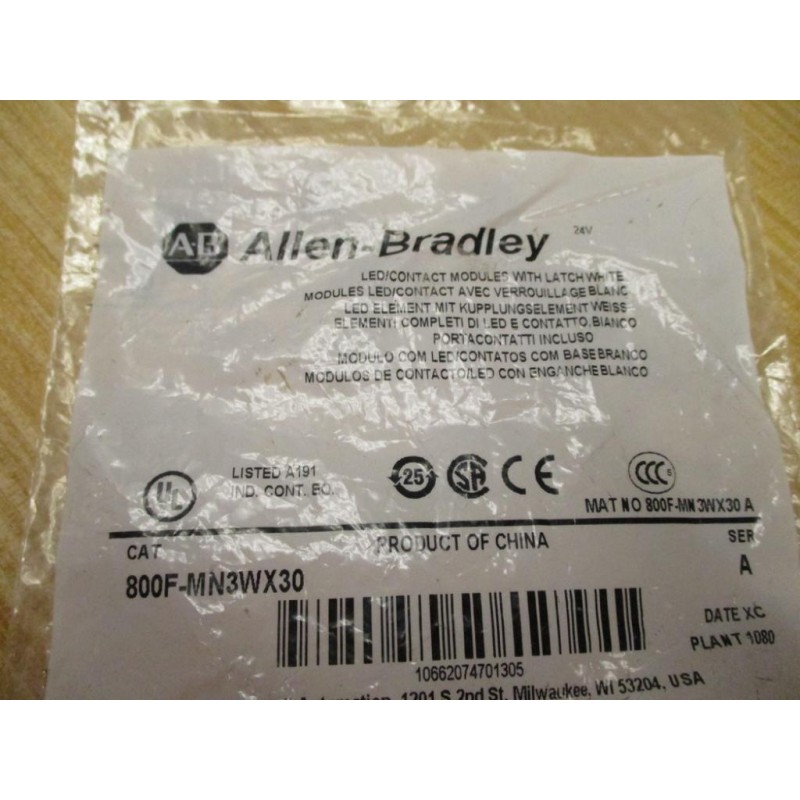 AB Allen-Bradley 24V
LED/CONTACT MODULES WITH LATCH WHITE
MODULES LED/CONTACT AVEC VERROUILLAGE BLANC
LED ELEMENT MIT KUPPLUNGSELEMENT WEISS
ELEMENTI COMPLETI DI LED E CONTATTO, BIANCO
PORTACONTATTI INCLUSO
MODULO COM LED/CONTATOS COM BASE BRANCO
MODULOS DE CONTACTO/LED CON ENGANCHE BLANCO
UL LISTED A191
IND. CONT. EQ.
25 SA CE CCC
MAT NO 800F-MN3WX30 A
CAT PRODUCT OF CHINA SER
800F-MN3WX30 A
DATE XC
PLANT 1080
10662074701305
Automation, 1201 S 2nd St, Milwaukee, WI 53204, USA